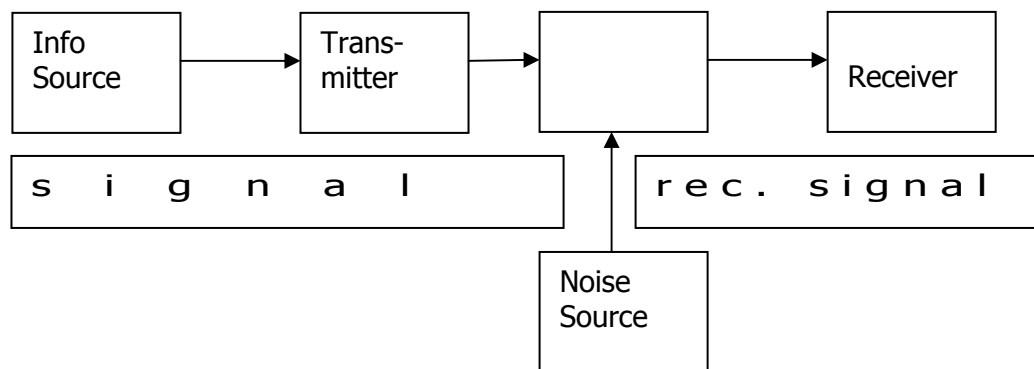 Info
Source
Trans-
mitter
Receiver
s i g n a l
rec. signal
Noise
Source